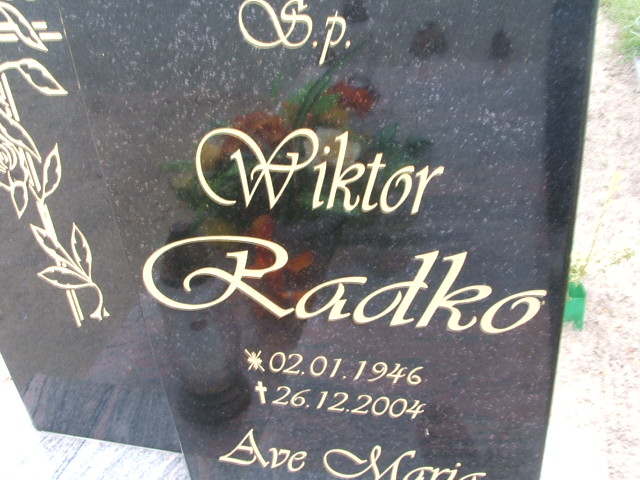 Ś.p.
Wiktor
Radko
02.01.1946
26.12.2004
Ave Maria